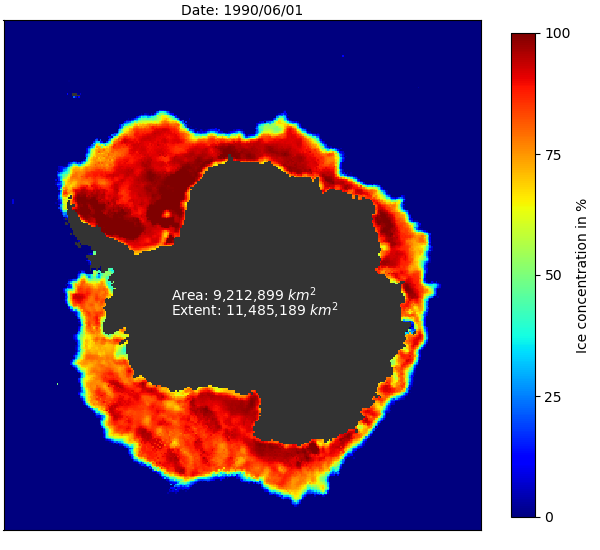 Date: 1990/06/01
100
75
50
25
0
Ice concentration in %
Area: 9,212,899 km²
Extent: 11,485,189 km²